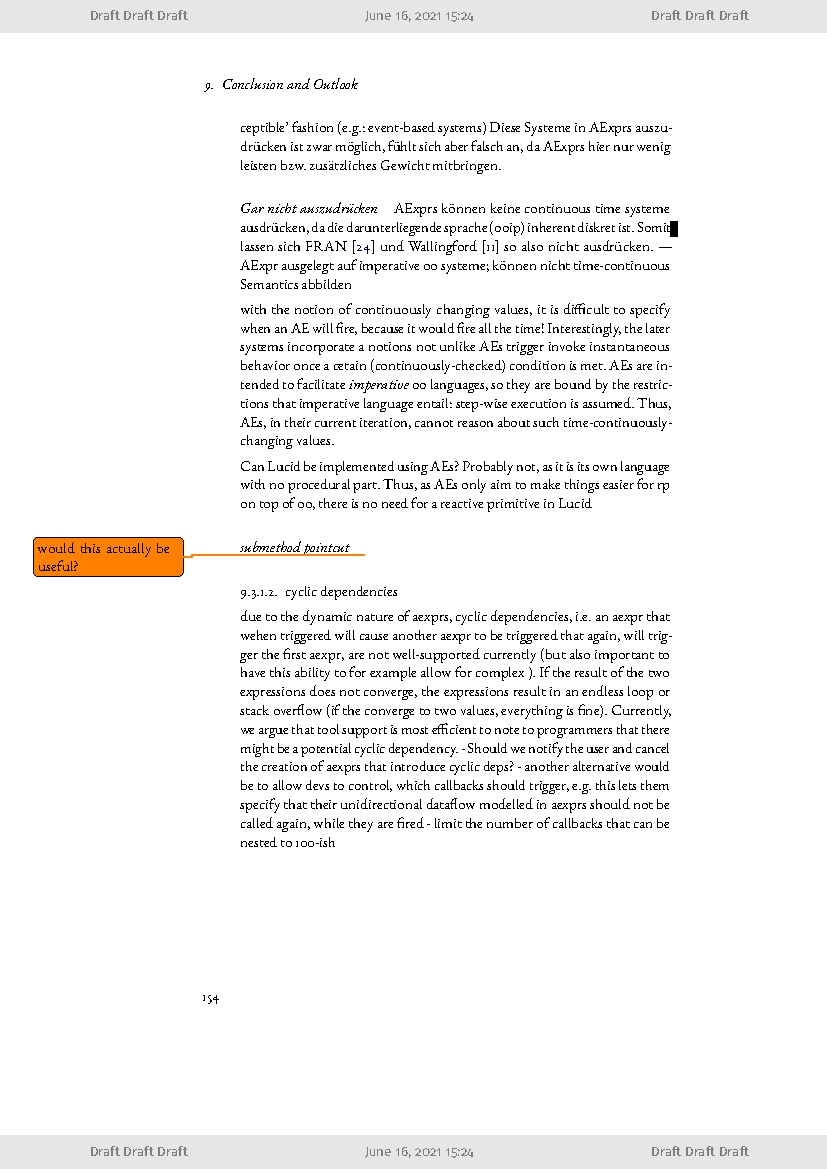 Draft Draft Draft June 16, 2021 15:24 Draft Draft Draft
9. Conclusion and Outlook
ceptible’ fashion (e.g.: event-based systems) Diese Systeme in AExprs auszu-
drücken ist zwar möglich, fühlt sich aber falsch an, da AExprs hier nur wenig
leisten bzw. zusätzliches Gewicht mitbringen.
Gar nicht auszudrücken AExprs können keine continuous time systeme
ausdrücken, da die darunterliegende sprache (ooip) inherent diskret ist. Somit
lassen sich FRAN [24] und Wallingford [11] so also nicht ausdrücken. —
AExpr ausgelegt auf imperative oo systeme; können nicht time-continuous
Semantics abbilden
with the notion of continuously changing values, it is difficult to specify
when an AE will fire, because it would fire all the time! Interestingly, the later
systems incorporate a notions not unlike AEs trigger invoke instantaneous
behavior once a cetain (continuously-checked) condition is met. AEs are in-
tended to facilitate imperative oo languages, so they are bound by the restric-
tions that imperative language entail: step-wise execution is assumed. Thus,
AEs, in their current iteration, cannot reason about such time-continuously-
changing values.
Can Lucid be implemented using AEs? Probably not, as it is its own language
with no procedural part. Thus, as AEs only aim to make things easier for rp
on top of oo, there is no need for a reactive primitive in Lucid
would this actually be
useful?
submethod pointcut
9.3.1.2. cyclic dependencies
due to the dynamic nature of aexprs, cyclic dependencies, i.e. an aexpr that
wehen triggered will cause another aexpr to be triggered that again, will trig-
ger the first aexpr, are not well-supported currently (but also important to
have this ability to for example allow for complex ). If the result of the two
expressions does not converge, the expressions result in an endless loop or
stack overflow (if the converge to two values, everything is fine). Currently,
we argue that tool support is most efficient to note to programmers that there
might be a potential cyclic dependency. - Should we notify the user and cancel
the creation of aexprs that introduce cyclic deps? - another alternative would
be to allow devs to control, which callbacks should trigger, e.g. this lets them
specify that their unidirectional dataflow modelled in aexprs should not be
called again, while they are fired - limit the number of callbacks that can be
nested to 100-ish
154
Draft Draft Draft June 16, 2021 15:24 Draft Draft Draft